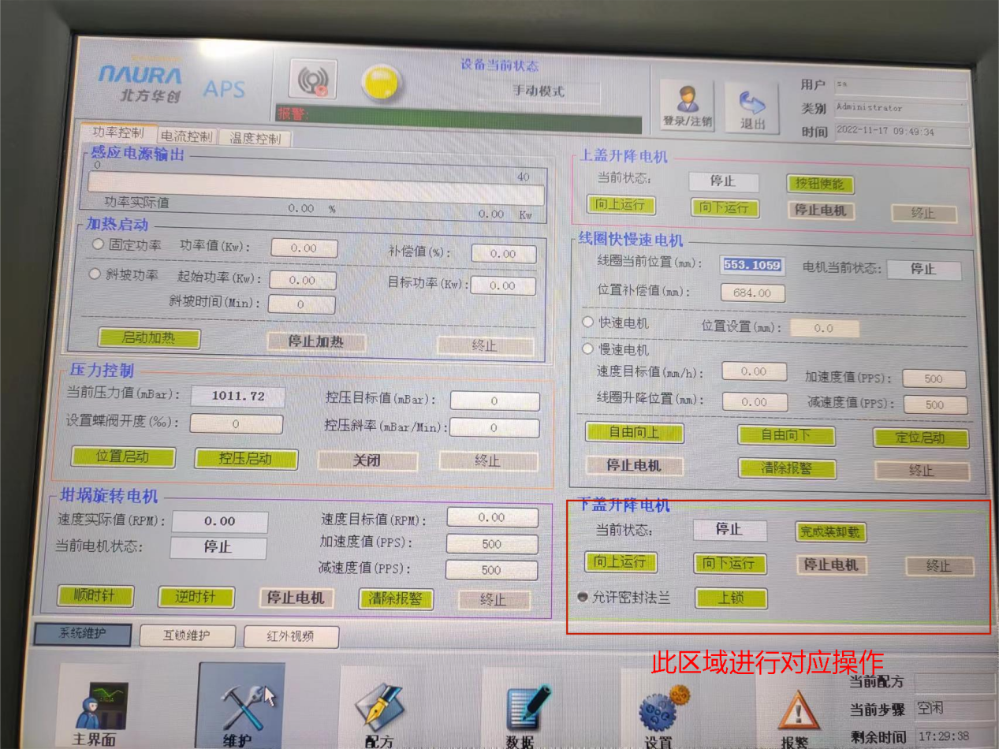 NAURA
北方华创
APS
设备当前状态
手动模式
报警:
登录/注销
退出
用户 sa
类别 Administrator
时间 2022-11-17 09:49:34
功率控制 电流控制 温度控制
感应电源输出
0 40
功率实际值 0.00 % 0.00 Kw
加热启动
固定功率 功率值(Kw): 0.00 补偿值(%): 0.00
斜坡功率 起始功率(Kw): 0.00 目标功率(Kw): 0.00
斜坡时间(Min): 0
启动加热 停止加热 终止
压力控制
当前压力值(mBar): 1011.72 控压目标值(mBar): 0
设置蝶阀开度(‰): 0 控压斜率(mBar/Min): 0
位置启动 控压启动 关闭 终止
坩埚旋转电机
速度实际值(RPM): 0.00 速度目标值(RPM): 0.00
当前电机状态: 停止 加速度值(PPS): 500
减速度值(PPS): 500
顺时针 逆时针 停止电机 清除报警 终止
上盖升降电机
当前状态: 停止 按钮使能
向上运行 向下运行 停止电机 终止
线圈快慢速电机
线圈当前位置(mm): 553.1059 电机当前状态: 停止
位置补偿值(mm): 684.00
快速电机 位置设置(mm): 0.0
慢速电机
速度目标值(mm/h): 0.00 加速度值(PPS): 500
线圈升降位置(mm): 0.00 减速度值(PPS): 500
自由向上 自由向下 定位启动
停止电机 清除报警 终止
下盖升降电机
当前状态: 停止 完成装卸载
向上运行 向下运行 停止电机 终止
允许密封法兰 上锁
系统维护 互锁维护 红外视频
此区域进行对应操作
主界面 维护 配方 数据 设置 报警
当前配方
当前步骤 空闲
剩余时间 17:29:38